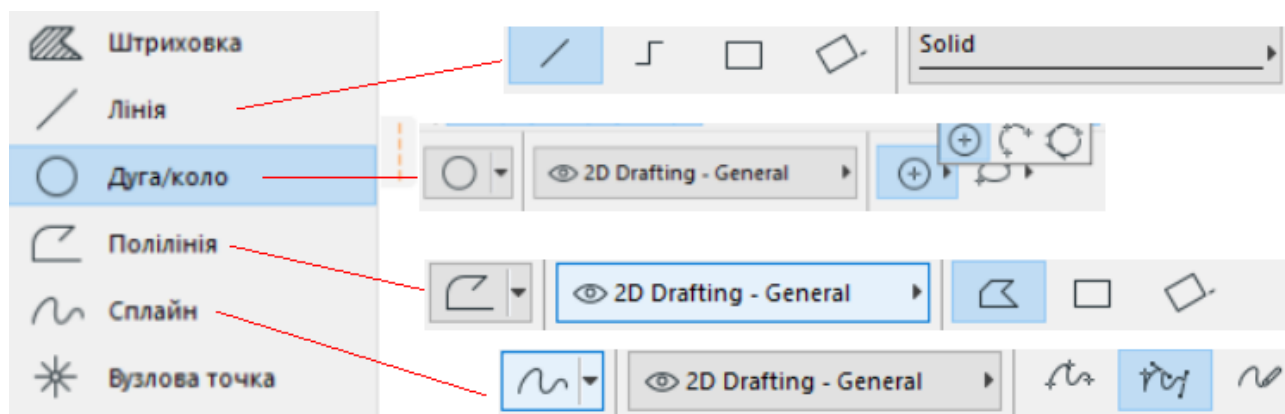 Штриховка
Solid
Лінія
Дуга/коло
2D Drafting - General
Полілінія
2D Drafting - General
Сплайн
Вузлова точка
2D Drafting - General